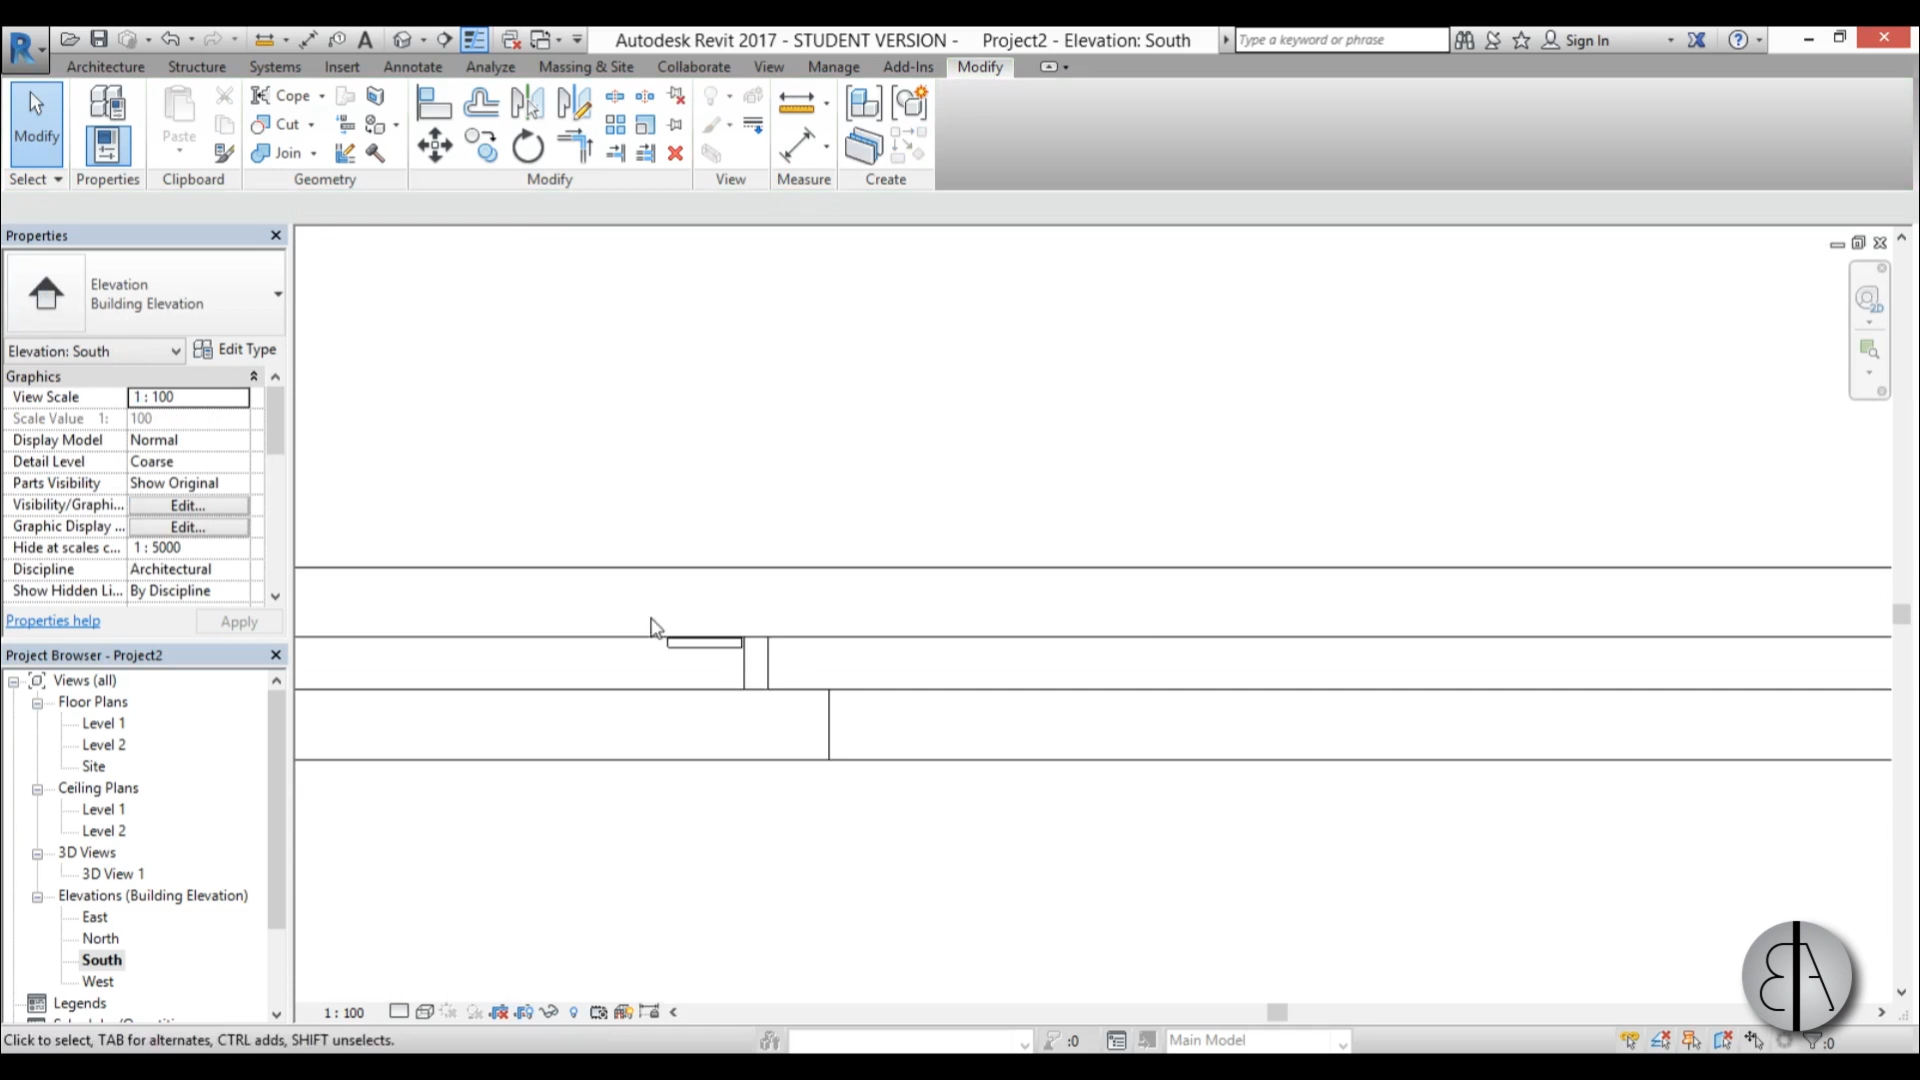 Autodesk Revit 2017 - STUDENT VERSION - Project2 - Elevation: South
Type a keyword or phrase
Sign In
Architecture Structure Systems Insert Annotate Analyze Massing & Site Collaborate View Manage Add-Ins Modify
Modify
Paste
Cope
Cut
Join
Select Properties Clipboard Geometry Modify View Measure Create
Properties
Elevation
Building Elevation
Elevation: South
Edit Type
Graphics
View Scale 1 : 100
Scale Value 1: 100
Display Model Normal
Detail Level Coarse
Parts Visibility Show Original
Visibility/Graphi... Edit...
Graphic Display ... Edit...
Hide at scales c... 1 : 5000
Discipline Architectural
Show Hidden Li... By Discipline
Properties help
Apply
Project Browser - Project2
Views (all)
Floor Plans
Level 1
Level 2
Site
Ceiling Plans
Level 1
Level 2
3D Views
3D View 1
Elevations (Building Elevation)
East
North
South
West
Legends
2D
1 : 100
Click to select, TAB for alternates, CTRL adds, SHIFT unselects.
:0
Main Model
:0